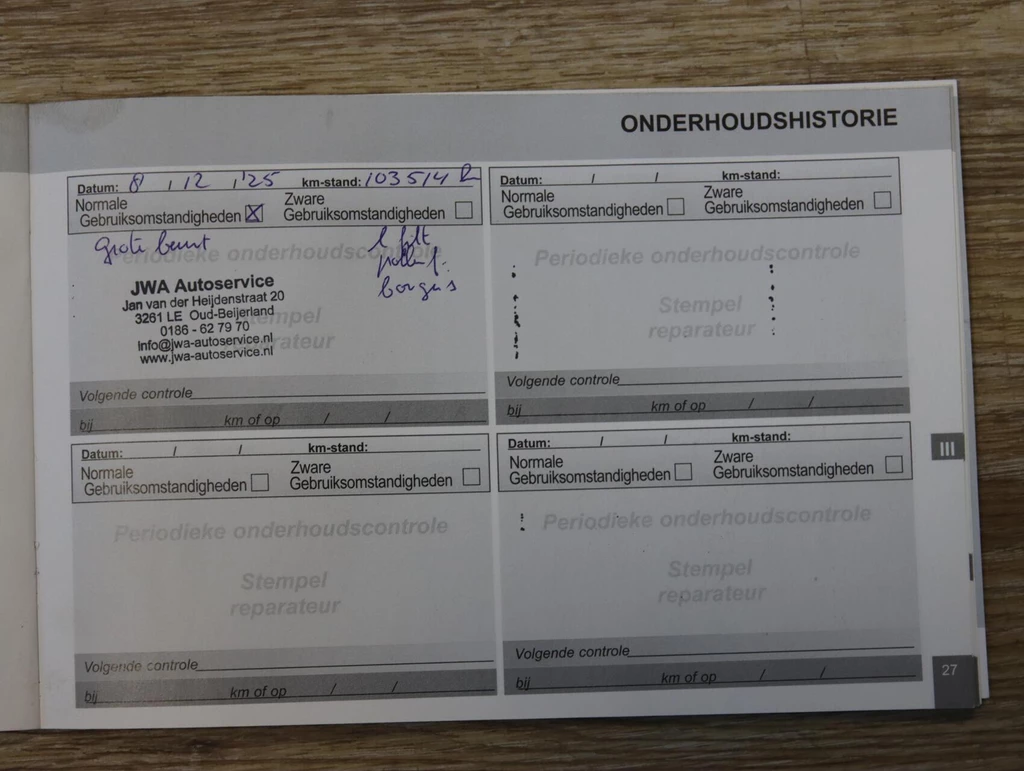 ONDERHOUDSHISTORIE
Datum: 8 / 12 / '25 km-stand: 103514
Normale Gebruiksomstandigheden X Zware Gebruiksomstandigheden
grote beurt
l filt.
pollen f.
bougies
Periodieke onderhoudscontrole
Stempel
reparateur
JWA Autoservice
Jan van der Heijdenstraat 20
3261 LE Oud-Beijerland
0186 - 62 79 70
Info@jwa-autoservice.nl
www.jwa-autoservice.nl
Volgende controle
bij km of op / /
Datum: / / km-stand:
Normale Gebruiksomstandigheden Zware Gebruiksomstandigheden
Periodieke onderhoudscontrole
Stempel
reparateur
Volgende controle
bij km of op / /
Datum: / / km-stand:
Normale Gebruiksomstandigheden Zware Gebruiksomstandigheden
Periodieke onderhoudscontrole
Stempel
reparateur
Volgende controle
bij km of op / /
Datum: / / km-stand:
Normale Gebruiksomstandigheden Zware Gebruiksomstandigheden
Periodieke onderhoudscontrole
Stempel
reparateur
Volgende controle
bij km of op / /
III
27